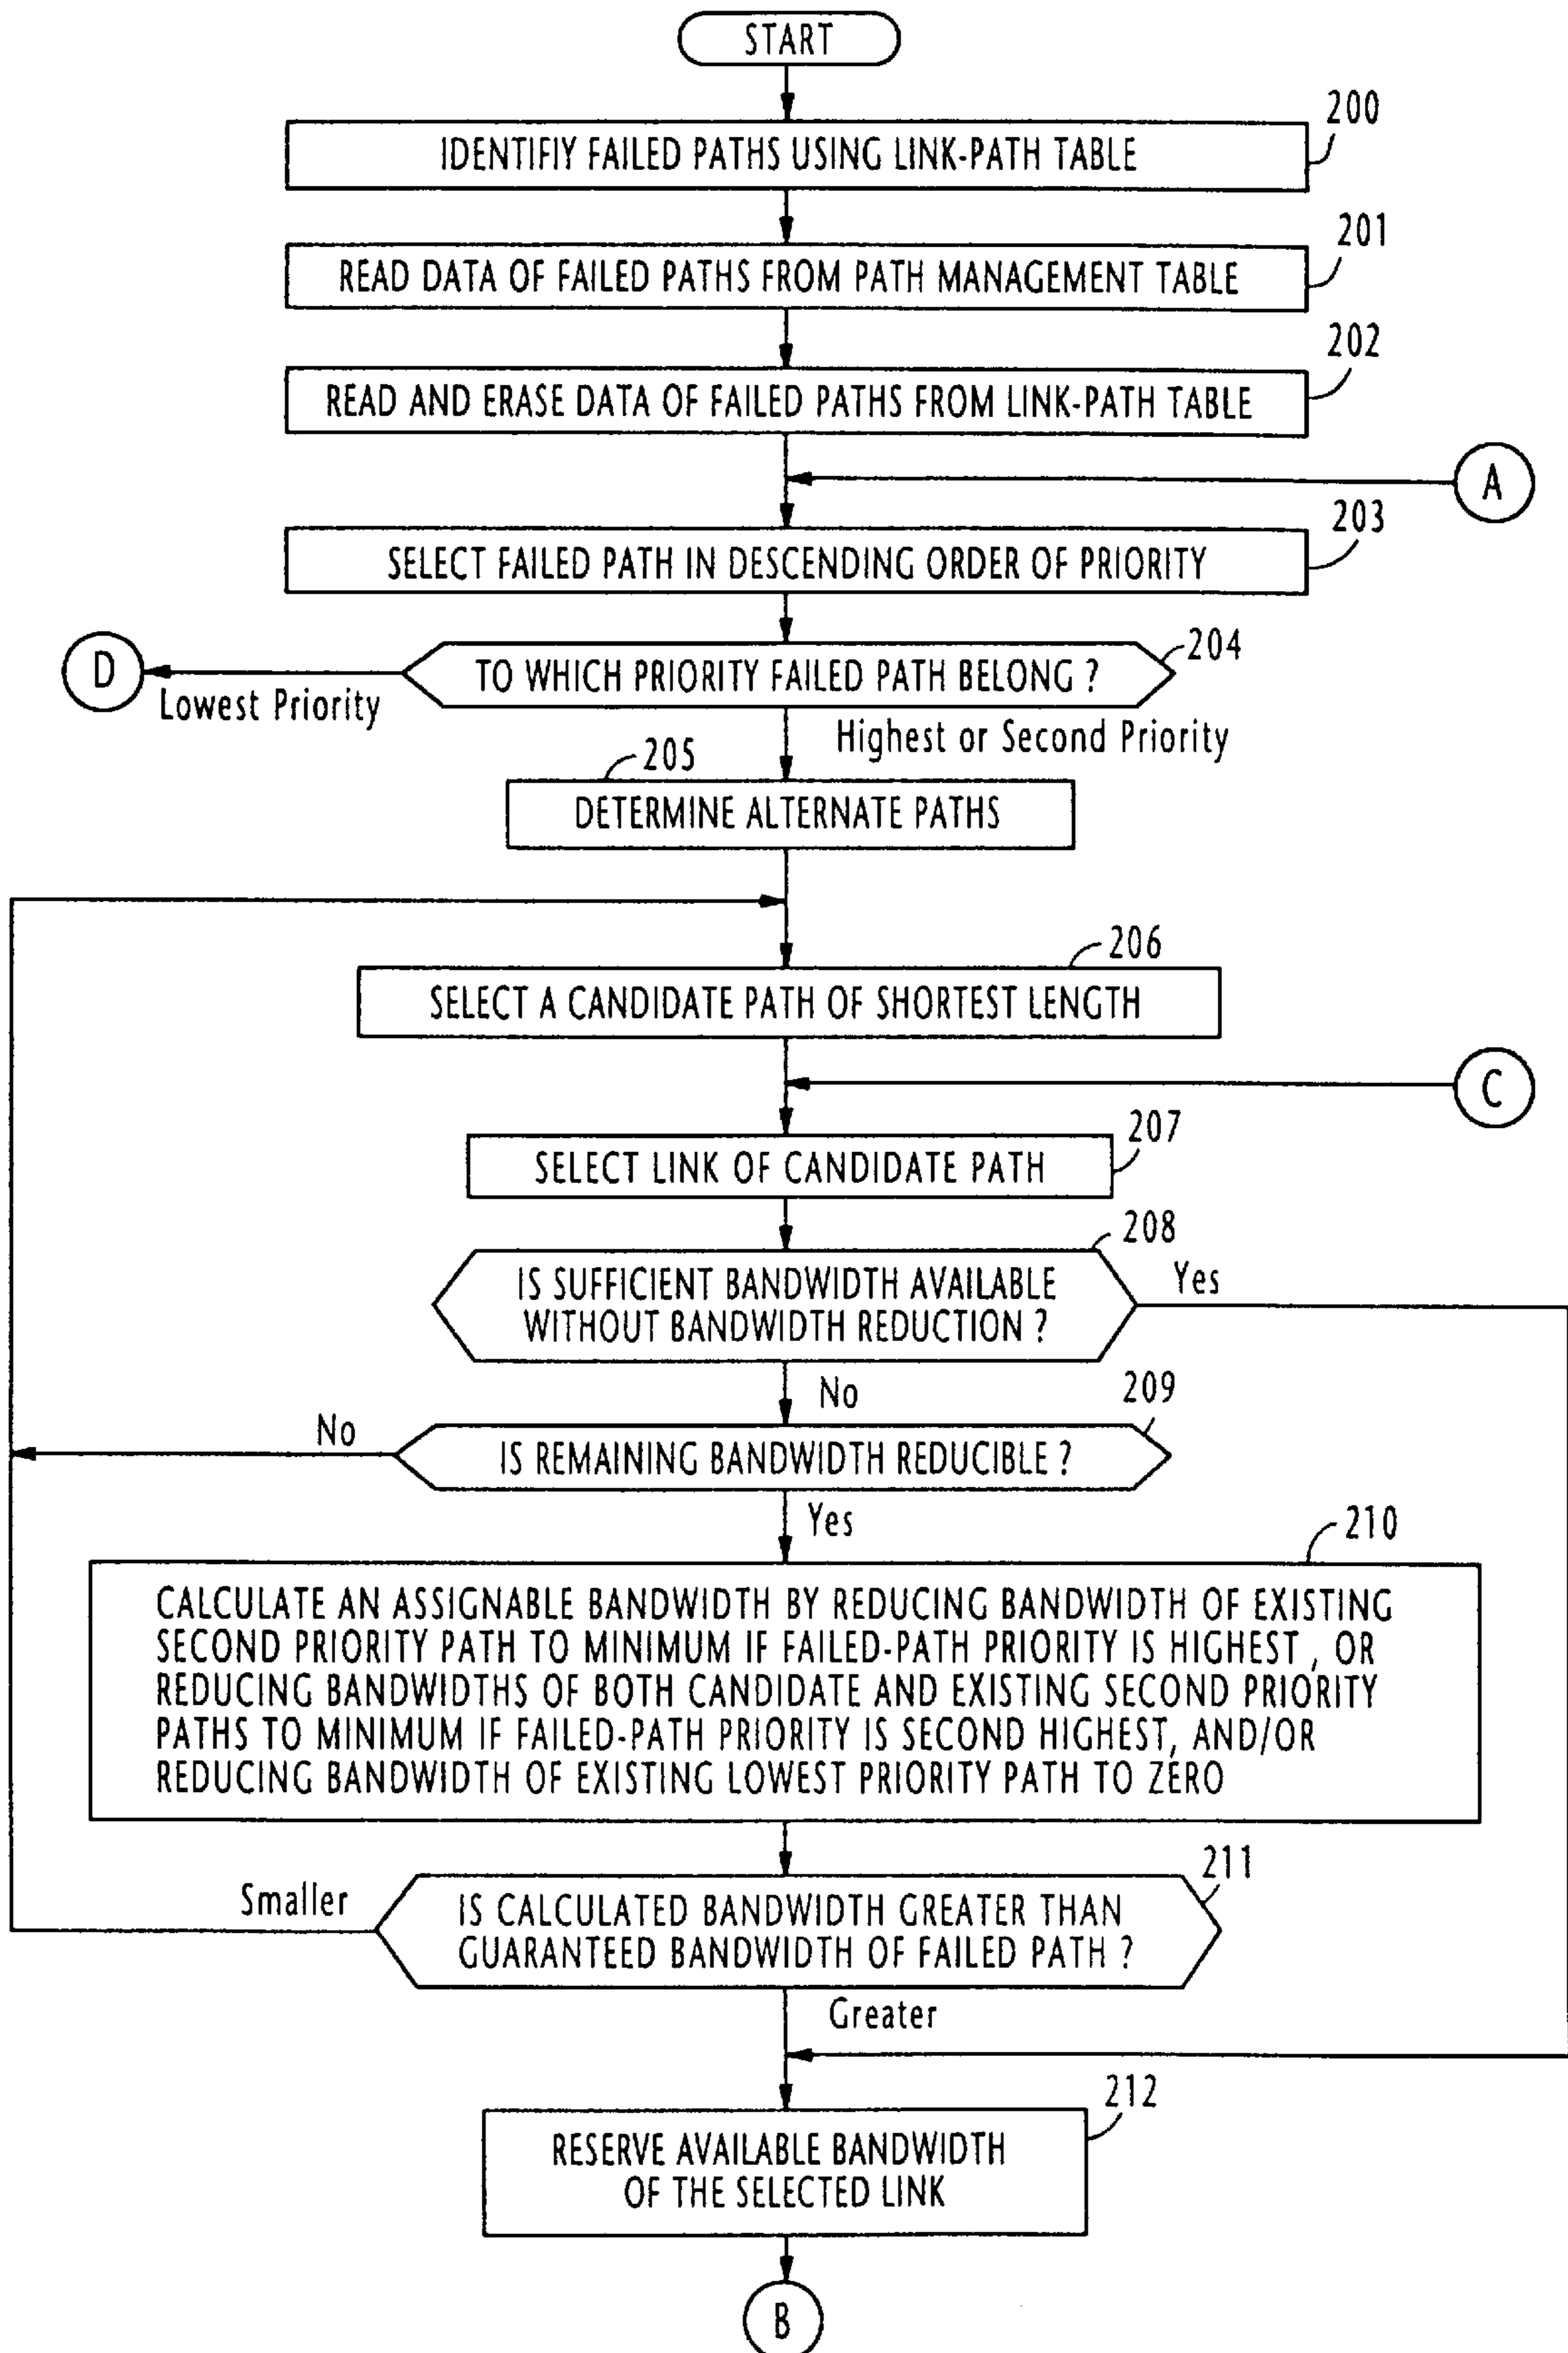 START
200
IDENTIFIY FAILED PATHS USING LINK-PATH TABLE
201
READ DATA OF FAILED PATHS FROM PATH MANAGEMENT TABLE
202
READ AND ERASE DATA OF FAILED PATHS FROM LINK-PATH TABLE
A
203
SELECT FAILED PATH IN DESCENDING ORDER OF PRIORITY
204
D
TO WHICH PRIORITY FAILED PATH BELONG ?
Lowest Priority
Highest or Second Priority
205
DETERMINE ALTERNATE PATHS
206
SELECT A CANDIDATE PATH OF SHORTEST LENGTH
C
207
SELECT LINK OF CANDIDATE PATH
208
IS SUFFICIENT BANDWIDTH AVAILABLE
WITHOUT BANDWIDTH REDUCTION ?
Yes
No
209
No
IS REMAINING BANDWIDTH REDUCIBLE ?
Yes
210
CALCULATE AN ASSIGNABLE BANDWIDTH BY REDUCING BANDWIDTH OF EXISTING
SECOND PRIORITY PATH TO MINIMUM IF FAILED-PATH PRIORITY IS HIGHEST , OR
REDUCING BANDWIDTHS OF BOTH CANDIDATE AND EXISTING SECOND PRIORITY
PATHS TO MINIMUM IF FAILED-PATH PRIORITY IS SECOND HIGHEST, AND/OR
REDUCING BANDWIDTH OF EXISTING LOWEST PRIORITY PATH TO ZERO
211
Smaller
IS CALCULATED BANDWIDTH GREATER THAN
GUARANTEED BANDWIDTH OF FAILED PATH ?
Greater
212
RESERVE AVAILABLE BANDWIDTH
OF THE SELECTED LINK
B